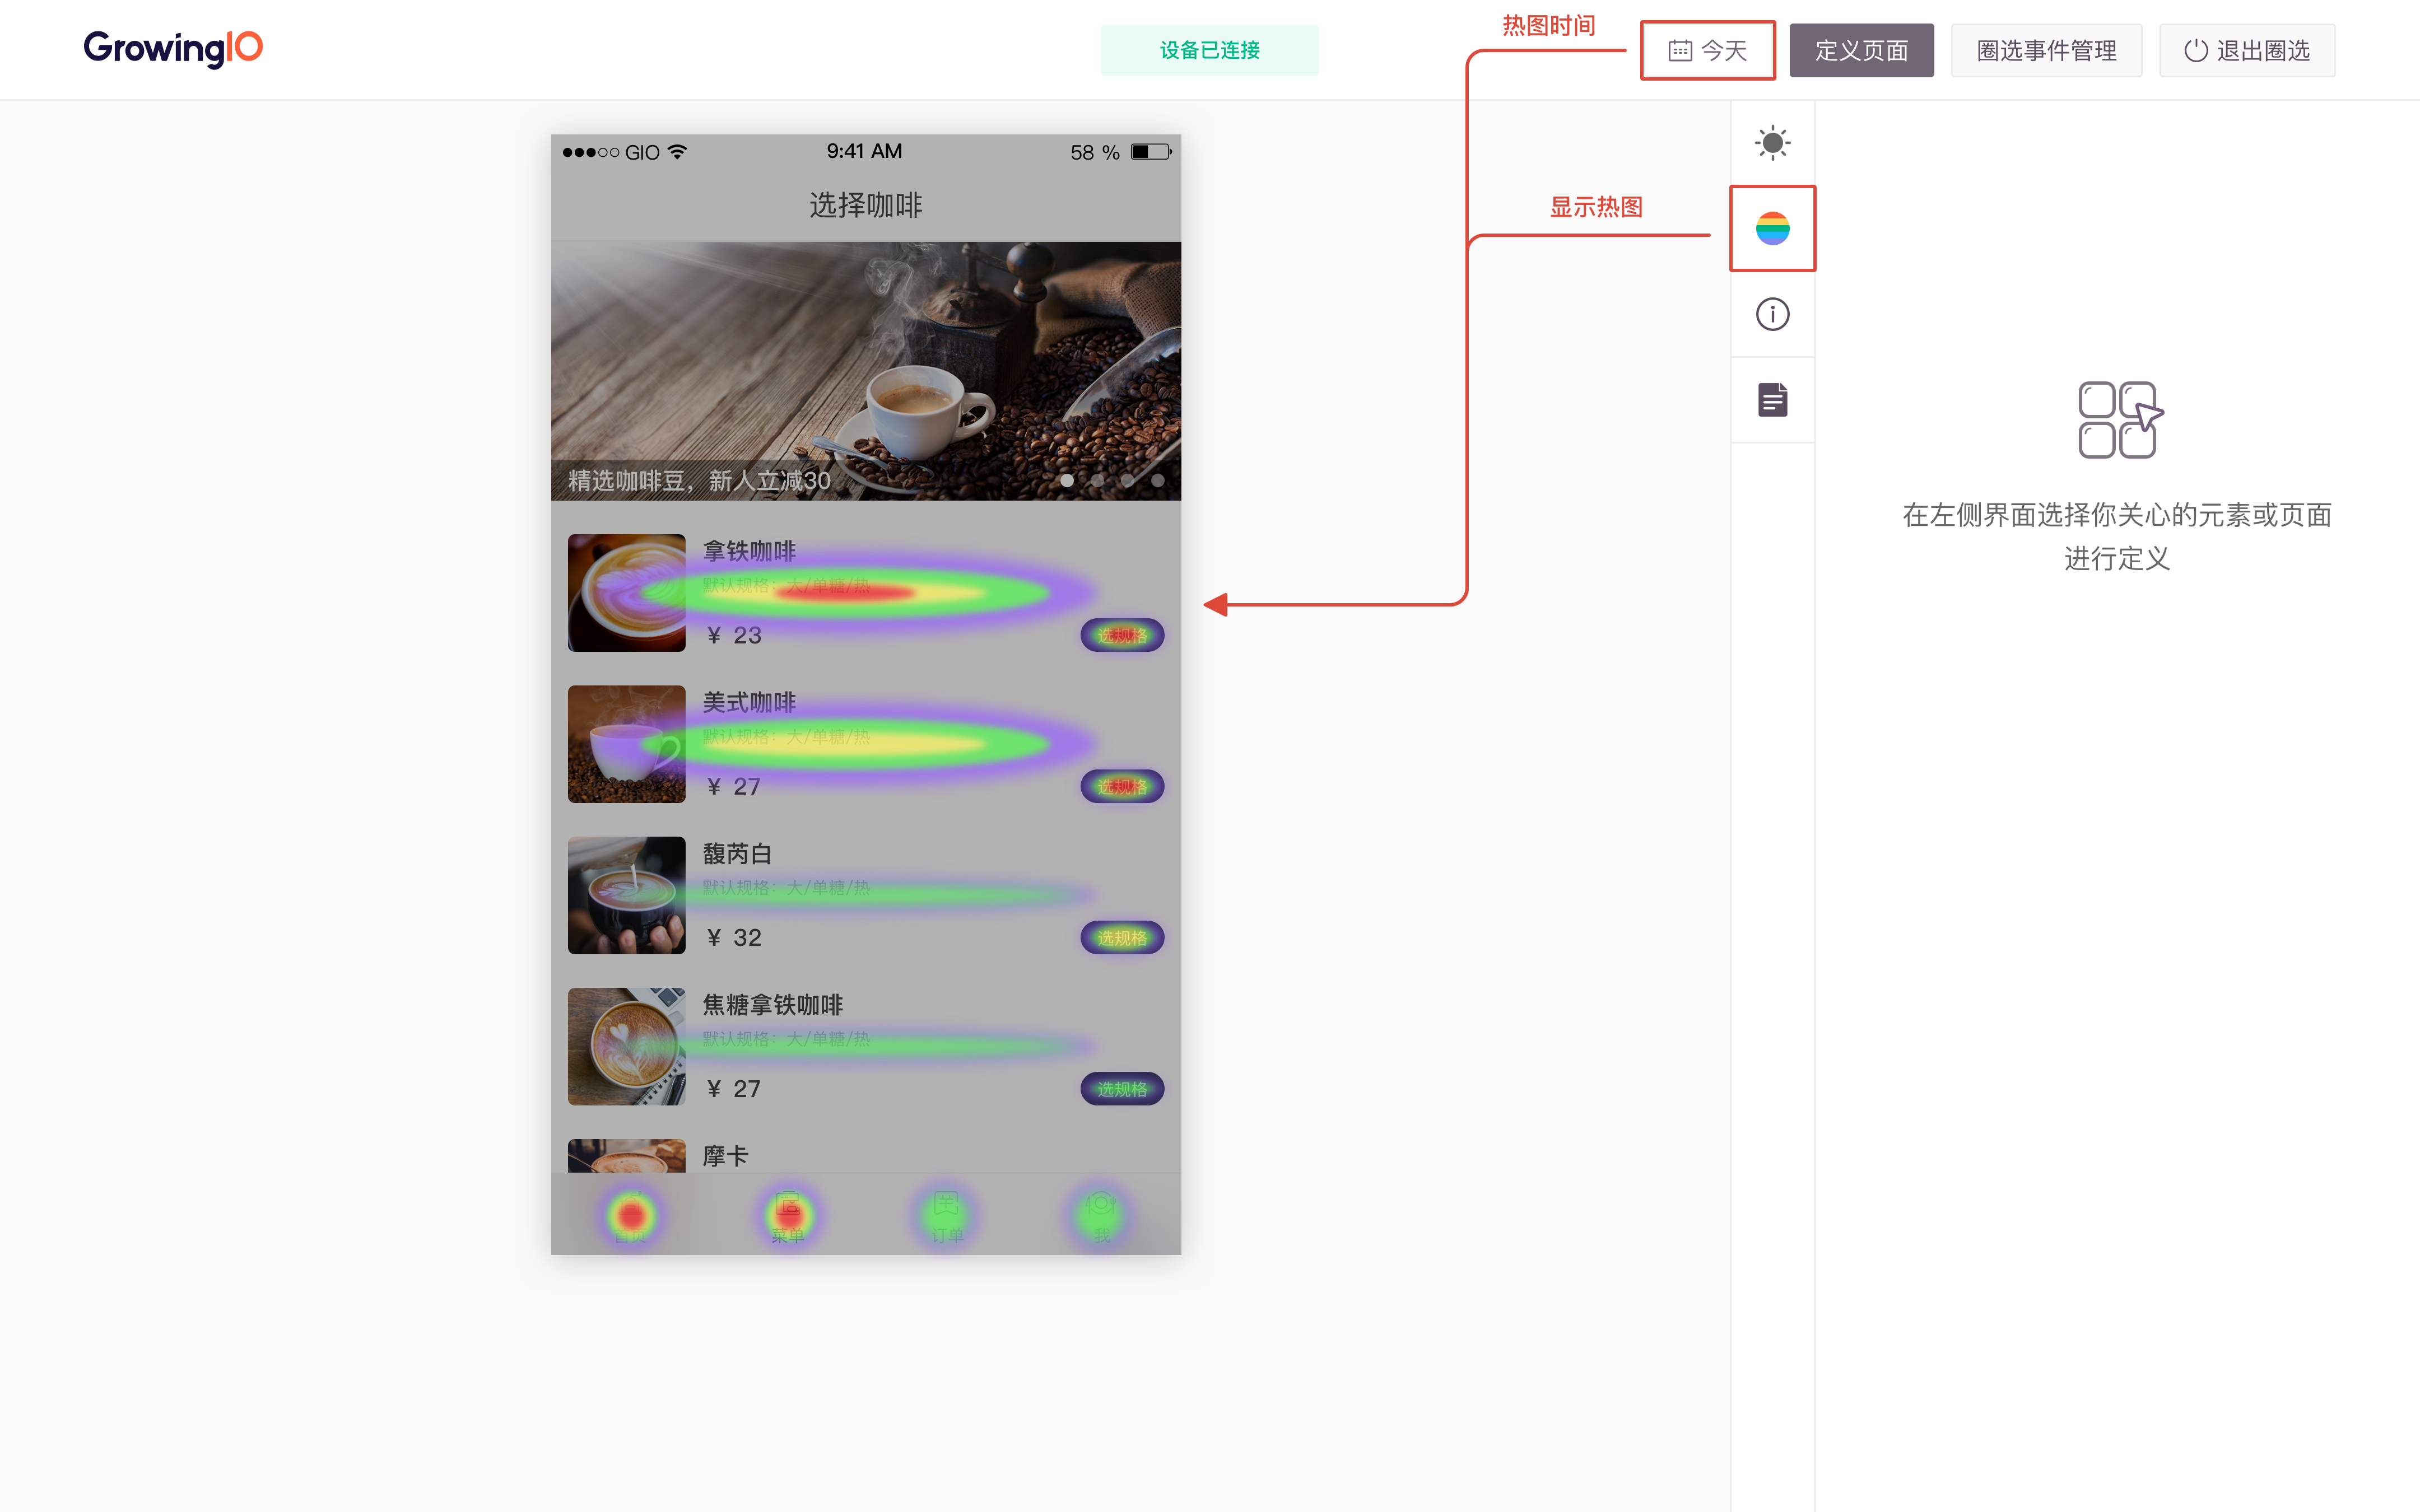 GrowingIO
设备已连接
热图时间
今天
定义页面
圈选事件管理
退出圈选
GIO
9:41 AM
58 %
选择咖啡
显示热图
精选咖啡豆，新人立减30
拿铁咖啡
默认规格：大/单糖/热
¥ 23
选规格
美式咖啡
默认规格：大/单糖/热
¥ 27
选规格
馥芮白
默认规格：大/单糖/热
¥ 32
选规格
焦糖拿铁咖啡
默认规格：大/单糖/热
¥ 27
选规格
摩卡
首页
菜单
订单
我
在左侧界面选择你关心的元素或页面
进行定义